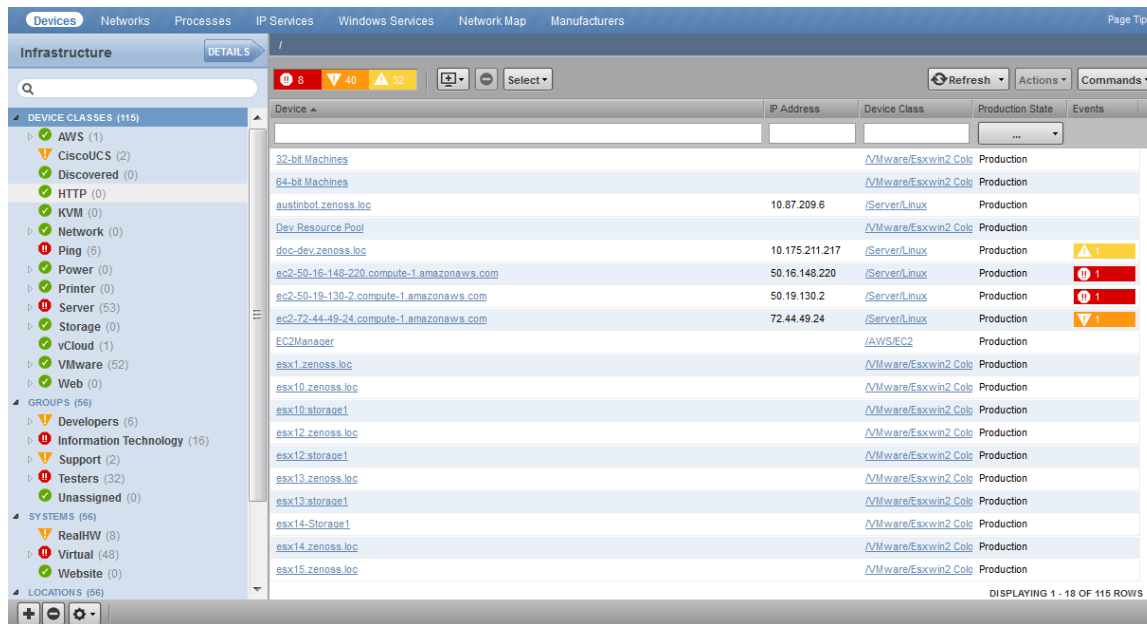 Devices Networks Processes IP Services Windows Services Network Map Manufacturers Page Tip
Infrastructure DETAILS /
8 40 32 Select Refresh Actions Commands
Device IP Address Device Class Production State Events
...
DEVICE CLASSES (115)
AWS (1)
CiscoUCS (2)
Discovered (0)
HTTP (0)
KVM (0)
Network (0)
Ping (6)
Power (0)
Printer (0)
Server (53)
Storage (0)
vCloud (1)
VMware (52)
Web (0)
GROUPS (56)
Developers (6)
Information Technology (16)
Support (2)
Testers (32)
Unassigned (0)
SYSTEMS (56)
RealHW (8)
Virtual (48)
Website (0)
LOCATIONS (56)
32-bit Machines /VMware/Esxwin2 Colo Production
64-bit Machines /VMware/Esxwin2 Colo Production
austinbot.zenoss.loc 10.87.209.6 /Server/Linux Production
Dev Resource Pool /VMware/Esxwin2 Colo Production
doc-dev.zenoss.loc 10.175.211.217 /Server/Linux Production 1
ec2-50-16-148-220.compute-1.amazonaws.com 50.16.148.220 /Server/Linux Production 1
ec2-50-19-130-2.compute-1.amazonaws.com 50.19.130.2 /Server/Linux Production 1
ec2-72-44-49-24.compute-1.amazonaws.com 72.44.49.24 /Server/Linux Production 1
EC2Manager /AWS/EC2 Production
esx1.zenoss.loc /VMware/Esxwin2 Colo Production
esx10.zenoss.loc /VMware/Esxwin2 Colo Production
esx10:storage1 /VMware/Esxwin2 Colo Production
esx12.zenoss.loc /VMware/Esxwin2 Colo Production
esx12:storage1 /VMware/Esxwin2 Colo Production
esx13.zenoss.loc /VMware/Esxwin2 Colo Production
esx13:storage1 /VMware/Esxwin2 Colo Production
esx14-Storage1 /VMware/Esxwin2 Colo Production
esx14.zenoss.loc /VMware/Esxwin2 Colo Production
esx15.zenoss.loc /VMware/Esxwin2 Colo Production
DISPLAYING 1 - 18 OF 115 ROWS